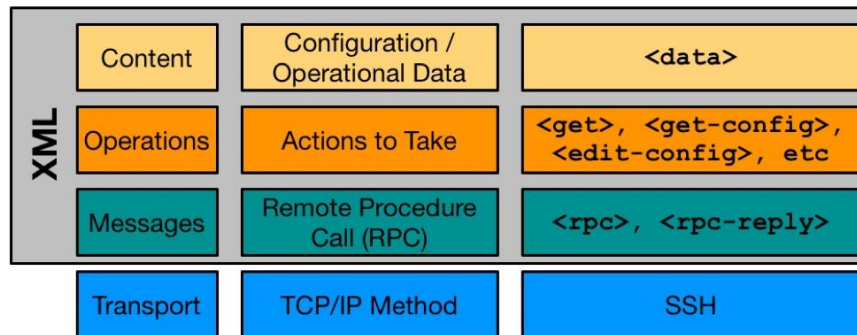 XML
Content
Configuration /
Operational Data
<data>
Operations
Actions to Take
<get>, <get-config>,
<edit-config>, etc
Messages
Remote Procedure
Call (RPC)
<rpc>, <rpc-reply>
Transport
TCP/IP Method
SSH